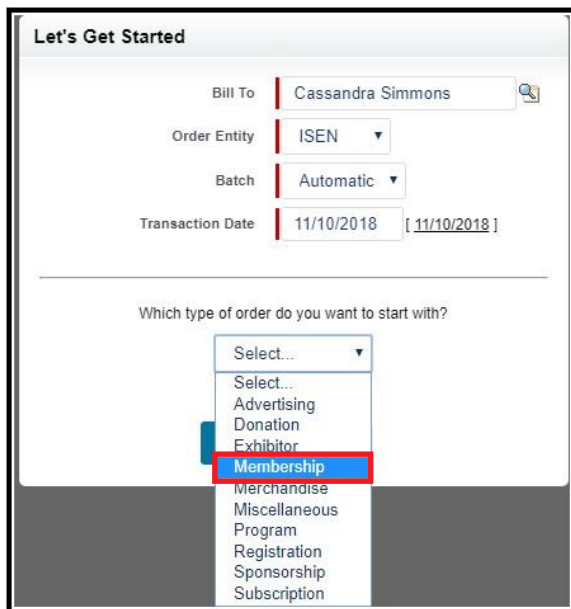 Let's Get Started
Bill To Cassandra Simmons
Order Entity ISEN
Batch Automatic
Transaction Date 11/10/2018 [ 11/10/2018 ]
Which type of order do you want to start with?
Select...
Select...
Advertising
Donation
Exhibitor
Membership
Merchandise
Miscellaneous
Program
Registration
Sponsorship
Subscription